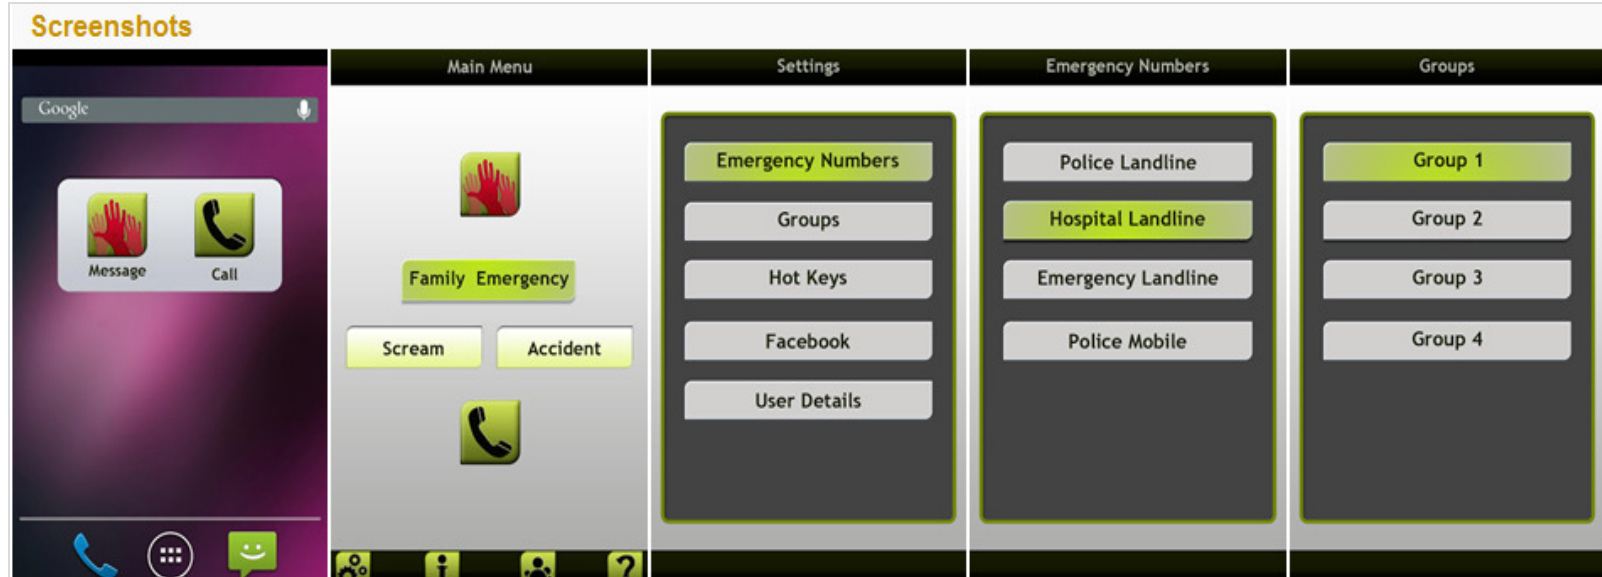 Screenshots
Google
Message
Call
Main Menu
Family Emergency
Scream
Accident
Settings
Emergency Numbers
Groups
Hot Keys
Facebook
User Details
Emergency Numbers
Police Landline
Hospital Landline
Emergency Landline
Police Mobile
Groups
Group 1
Group 2
Group 3
Group 4